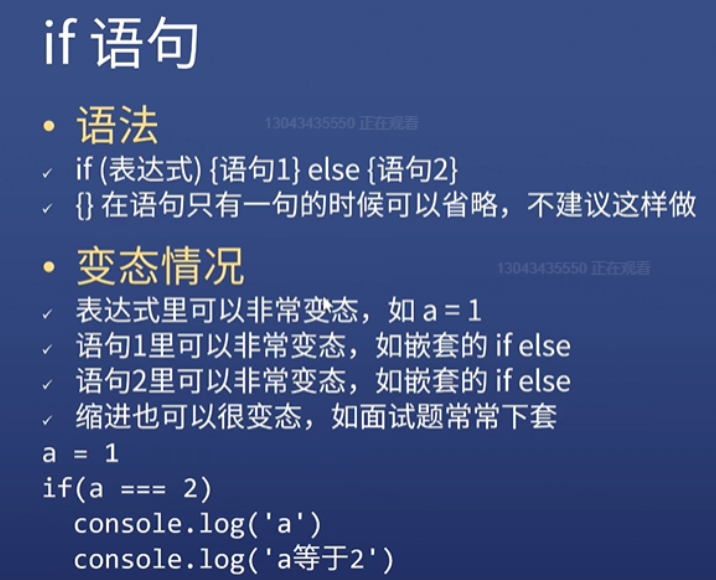 if 语句
• 语法
13043435550 正在观看
✓ if (表达式) {语句1} else {语句2}
✓ {} 在语句只有一句的时候可以省略，不建议这样做
• 变态情况
13043435550 正在观看
✓ 表达式里可以非常变态，如 a = 1
✓ 语句1里可以非常变态，如嵌套的 if else
✓ 语句2里可以非常变态，如嵌套的 if else
✓ 缩进也可以很变态，如面试题常常下套
a = 1
if(a === 2)
  console.log('a')
  console.log('a等于2')